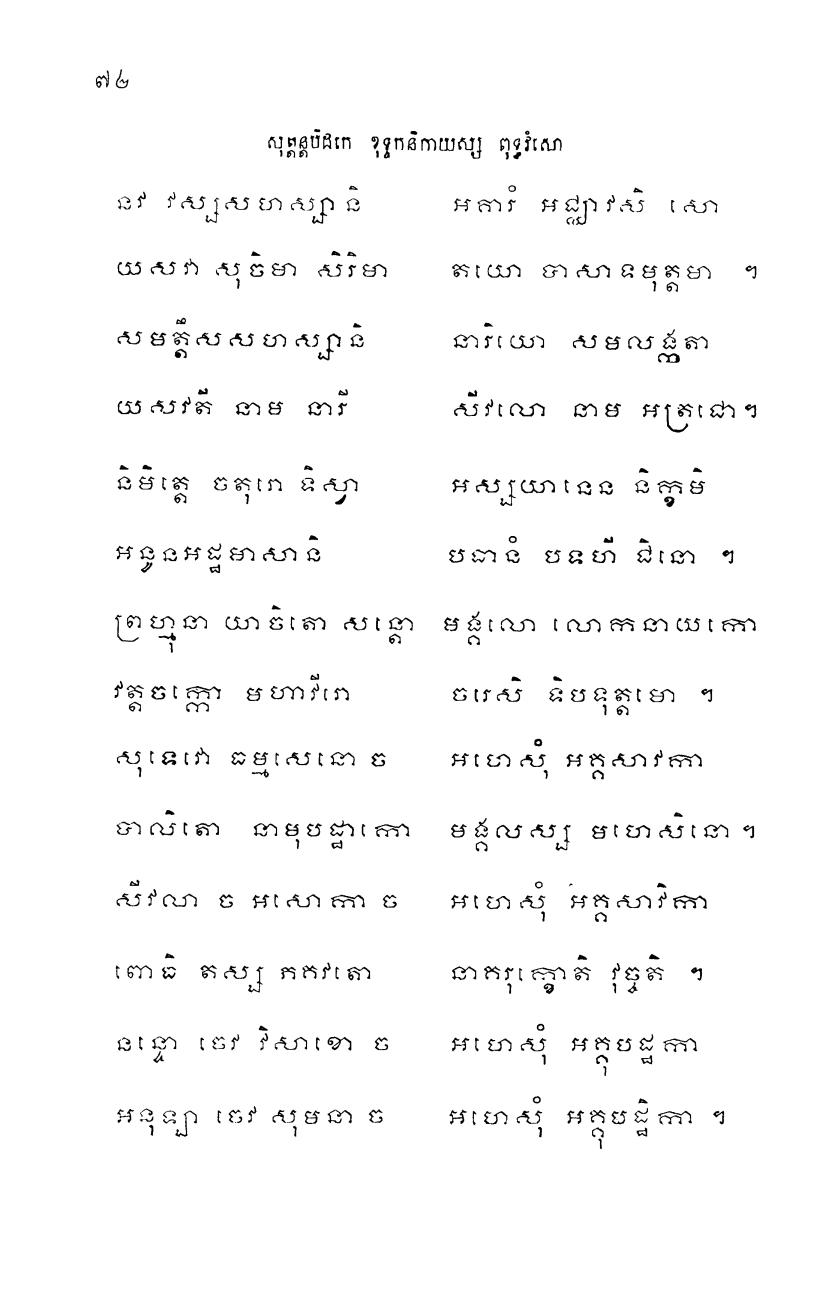 ៧៤
សុត្តន្តបិដកេ ខុទ្ទកនិកាយស្ស ពុទ្ធវំសោ
នវ វស្សសហស្សានិ អគារំ អជ្ឈាវសិ សោ
យសវា សុចិមា សិរិមា តយោ បាសាទមុត្តមា ។
សមត្តឹសសហស្សានិ នារិយោ សមលង្កតា
យសវតី នាម នារី សីវលោ នាម អត្រជោ។
និមិត្តេ ចតុរោ ទិស្វា អស្សយានេន និក្ខមិ
អនូនអដ្ឋមាសានិ បធានំ បទហី ជិនោ ។
ព្រហ្មុនា យាចិតោ សន្តោ មង្គលោ លោកនាយកោ
វត្តចក្កោ មហាវីរោ ចរេសិ ទិបទុត្តមោ ។
សុទេវោ ធម្មសេនោ ច អហេសុំ អគ្គសាវកា
បាលិតោ នាមុបដ្ឋាកោ មង្គលស្ស មហេសិនោ។
សីវលា ច អសោកា ច អហេសុំ អគ្គសាវិកា
ពោធិ តស្ស ភគវតោ នាគរុក្ខោតិ វុច្ចតិ ។
នន្ទោ ចេវ វិសាខោ ច អហេសុំ អគ្គុបដ្ឋកា
អនុឡា ចេវ សុមនា ច អហេសុំ អគ្គុបដ្ឋិកា ។